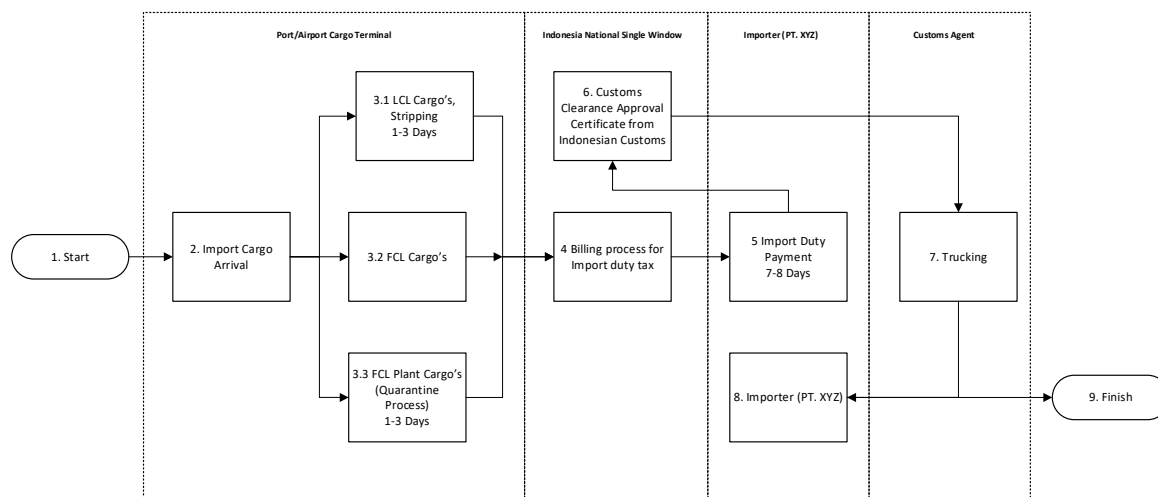 Port/Airport Cargo Terminal
Indonesia National Single Window
Importer (PT. XYZ)
Customs Agent
3.1 LCL Cargo's,
Stripping
1-3 Days
6. Customs
Clearance Approval
Certificate from
Indonesian Customs
1. Start
2. Import Cargo
Arrival
3.2 FCL Cargo's
4 Billing process for
Import duty tax
5 Import Duty
Payment
7-8 Days
7. Trucking
3.3 FCL Plant Cargo's
(Quarantine
Process)
1-3 Days
8. Importer (PT. XYZ)
9. Finish